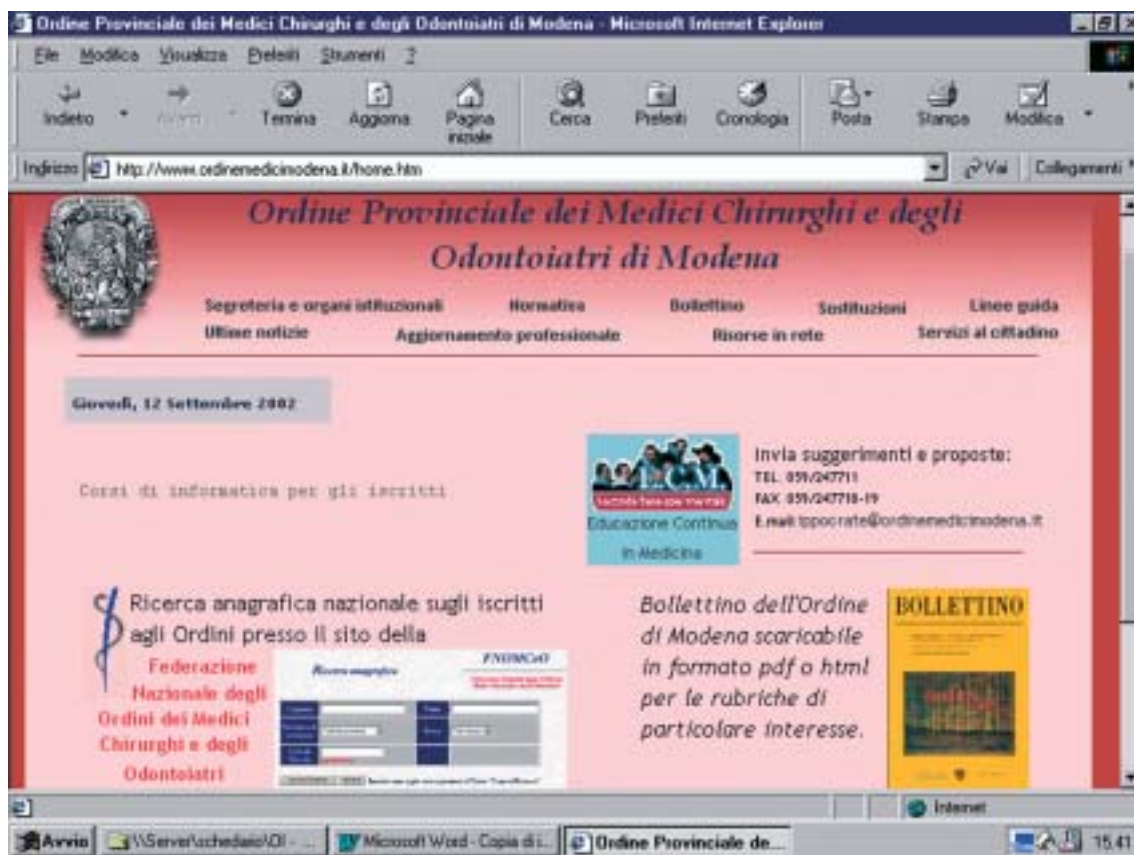 Ordine Provinciale dei Medici Chirurghi e degli Odontoiatri di Modena - Microsoft Internet Explorer
File Modifica Visualizza Preferiti Strumenti ?
Indietro Avanti Termina Aggiorna Pagina iniziale Cerca Preferiti Cronologia Posta Stampa Modifica
Indirizzo http://www.ordinemedicimodena.it/home.htm Vai Collegamenti
Ordine Provinciale dei Medici Chirurghi e degli
Odontoiatri di Modena
Segreteria e organi istituzionali Normativa Bollettino Sostituzioni Linee guida
Ultime notizie Aggiornamento professionale Risorse in rete Servizi al cittadino
Giovedì, 12 Settembre 2002
Corsi di informatica per gli iscritti
E.C.M.
Educazione Continua
in Medicina
Invia suggerimenti e proposte:
TEL. 059/247711
FAX 059/247710-19
E.mail ippocrate@ordinemedicimodena.it
Ricerca anagrafica nazionale sugli iscritti
agli Ordini presso il sito della
Federazione
Nazionale degli
Ordini dei Medici
Chirurghi e degli
Odontoiatri
Ricerca anagrafica
FNOMCeO
Bollettino dell'Ordine
di Modena scaricabile
in formato pdf o html
per le rubriche di
particolare interesse.
BOLLETTINO
Internet
Avvio \\Server\schedario\Ol - ... Microsoft Word - Copia di i... Ordine Provinciale de... 15.41